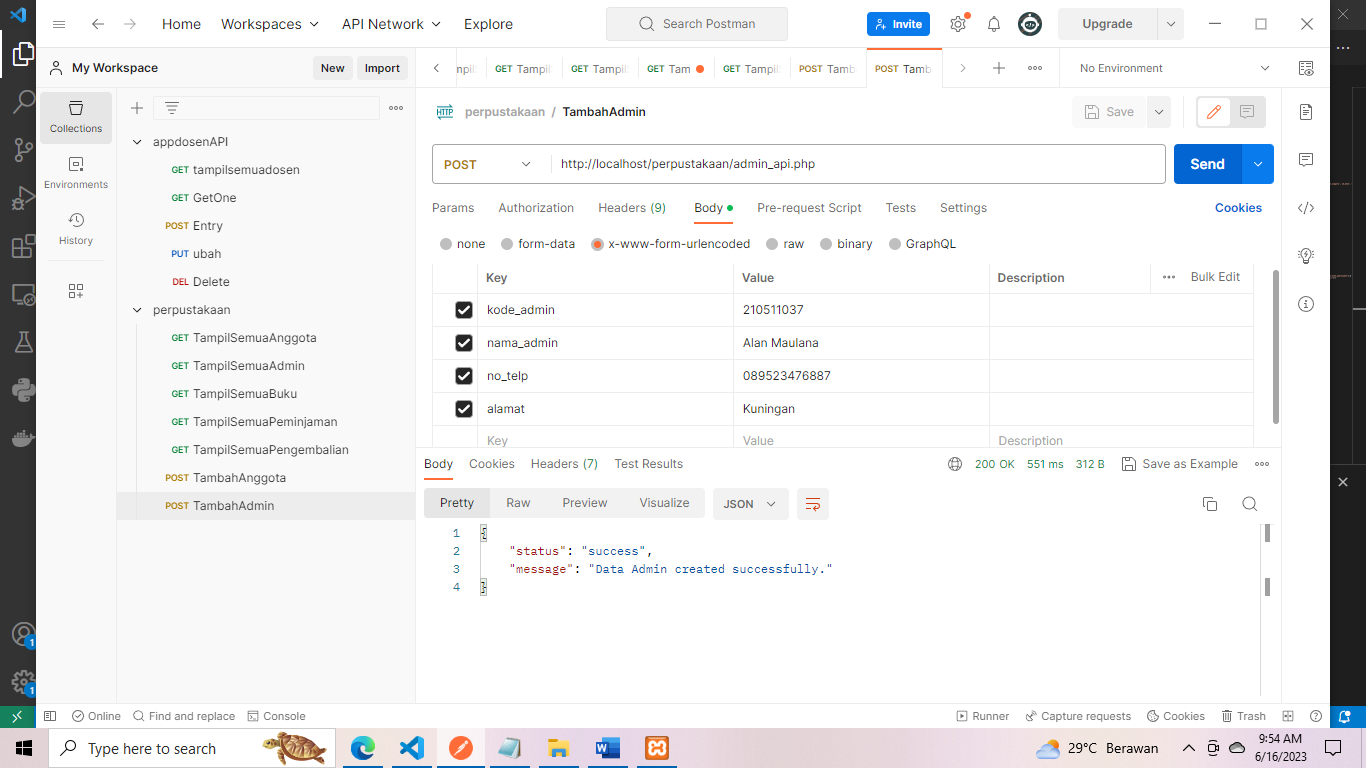 Home Workspaces API Network Explore Search Postman Invite Upgrade
My Workspace New Import
GET Tampil GET Tampil GET Tam GET Tampil POST Tamb POST Tamb No Environment
Collections
Environments
History
appdosenAPI
GET tampilsemuadosen
GET GetOne
POST Entry
PUT ubah
DEL Delete
perpustakaan
GET TampilSemuaAnggota
GET TampilSemuaAdmin
GET TampilSemuaBuku
GET TampilSemuaPeminjaman
GET TampilSemuaPengembalian
POST TambahAnggota
POST TambahAdmin
HTTP perpustakaan / TambahAdmin Save
POST http://localhost/perpustakaan/admin_api.php Send
Params Authorization Headers (9) Body Pre-request Script Tests Settings Cookies
none form-data x-www-form-urlencoded raw binary GraphQL
Key Value Description Bulk Edit
kode_admin 210511037
nama_admin Alan Maulana
no_telp 089523476887
alamat Kuningan
Key Value Description
Body Cookies Headers (7) Test Results 200 OK 551 ms 312 B Save as Example
Pretty Raw Preview Visualize JSON
1 {
2 "status": "success",
3 "message": "Data Admin created successfully."
4 }
1
1
Online Find and replace Console Runner Capture requests Cookies Trash
Type here to search 29°C Berawan 9:54 AM
6/16/2023